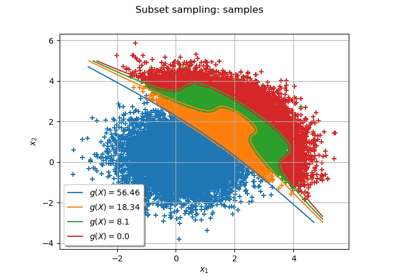 Subset sampling: samples
6
4
2
0
−2
−4
x2
g(X) = 56.46
g(X) = 18.34
g(X) = 8.1
g(X) = 0.0
−2
0
2
4
x1